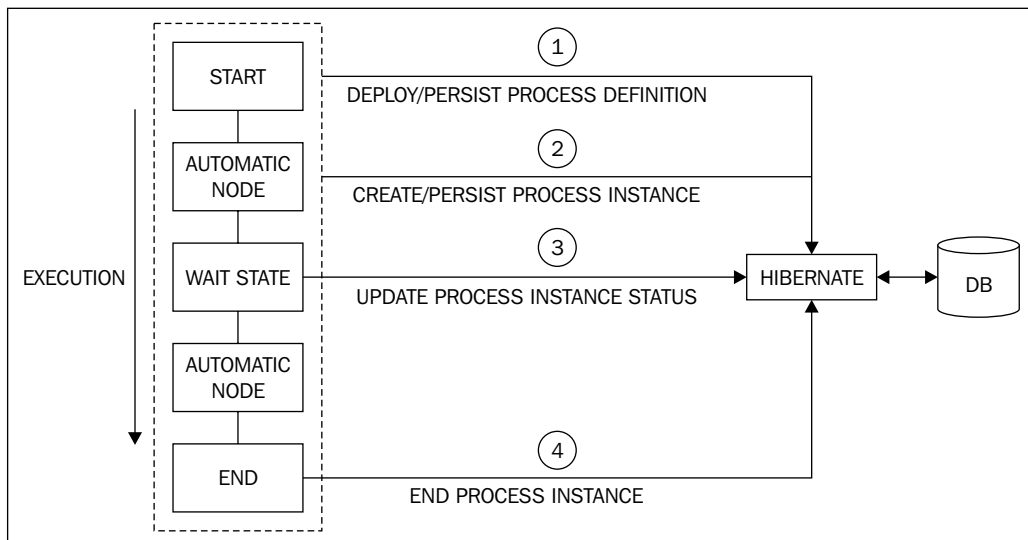 1
START
DEPLOY/PERSIST PROCESS DEFINITION
2
AUTOMATIC
NODE
CREATE/PERSIST PROCESS INSTANCE
3
EXECUTION
WAIT STATE
UPDATE PROCESS INSTANCE STATUS
HIBERNATE
DB
AUTOMATIC
NODE
4
END
END PROCESS INSTANCE